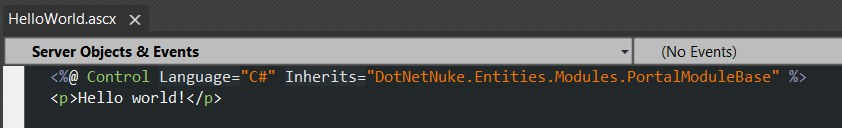 HelloWorld.ascx
Server Objects & Events (No Events)
<%@ Control Language="C#" Inherits="DotNetNuke.Entities.Modules.PortalModuleBase" %>
<p>Hello world!</p>